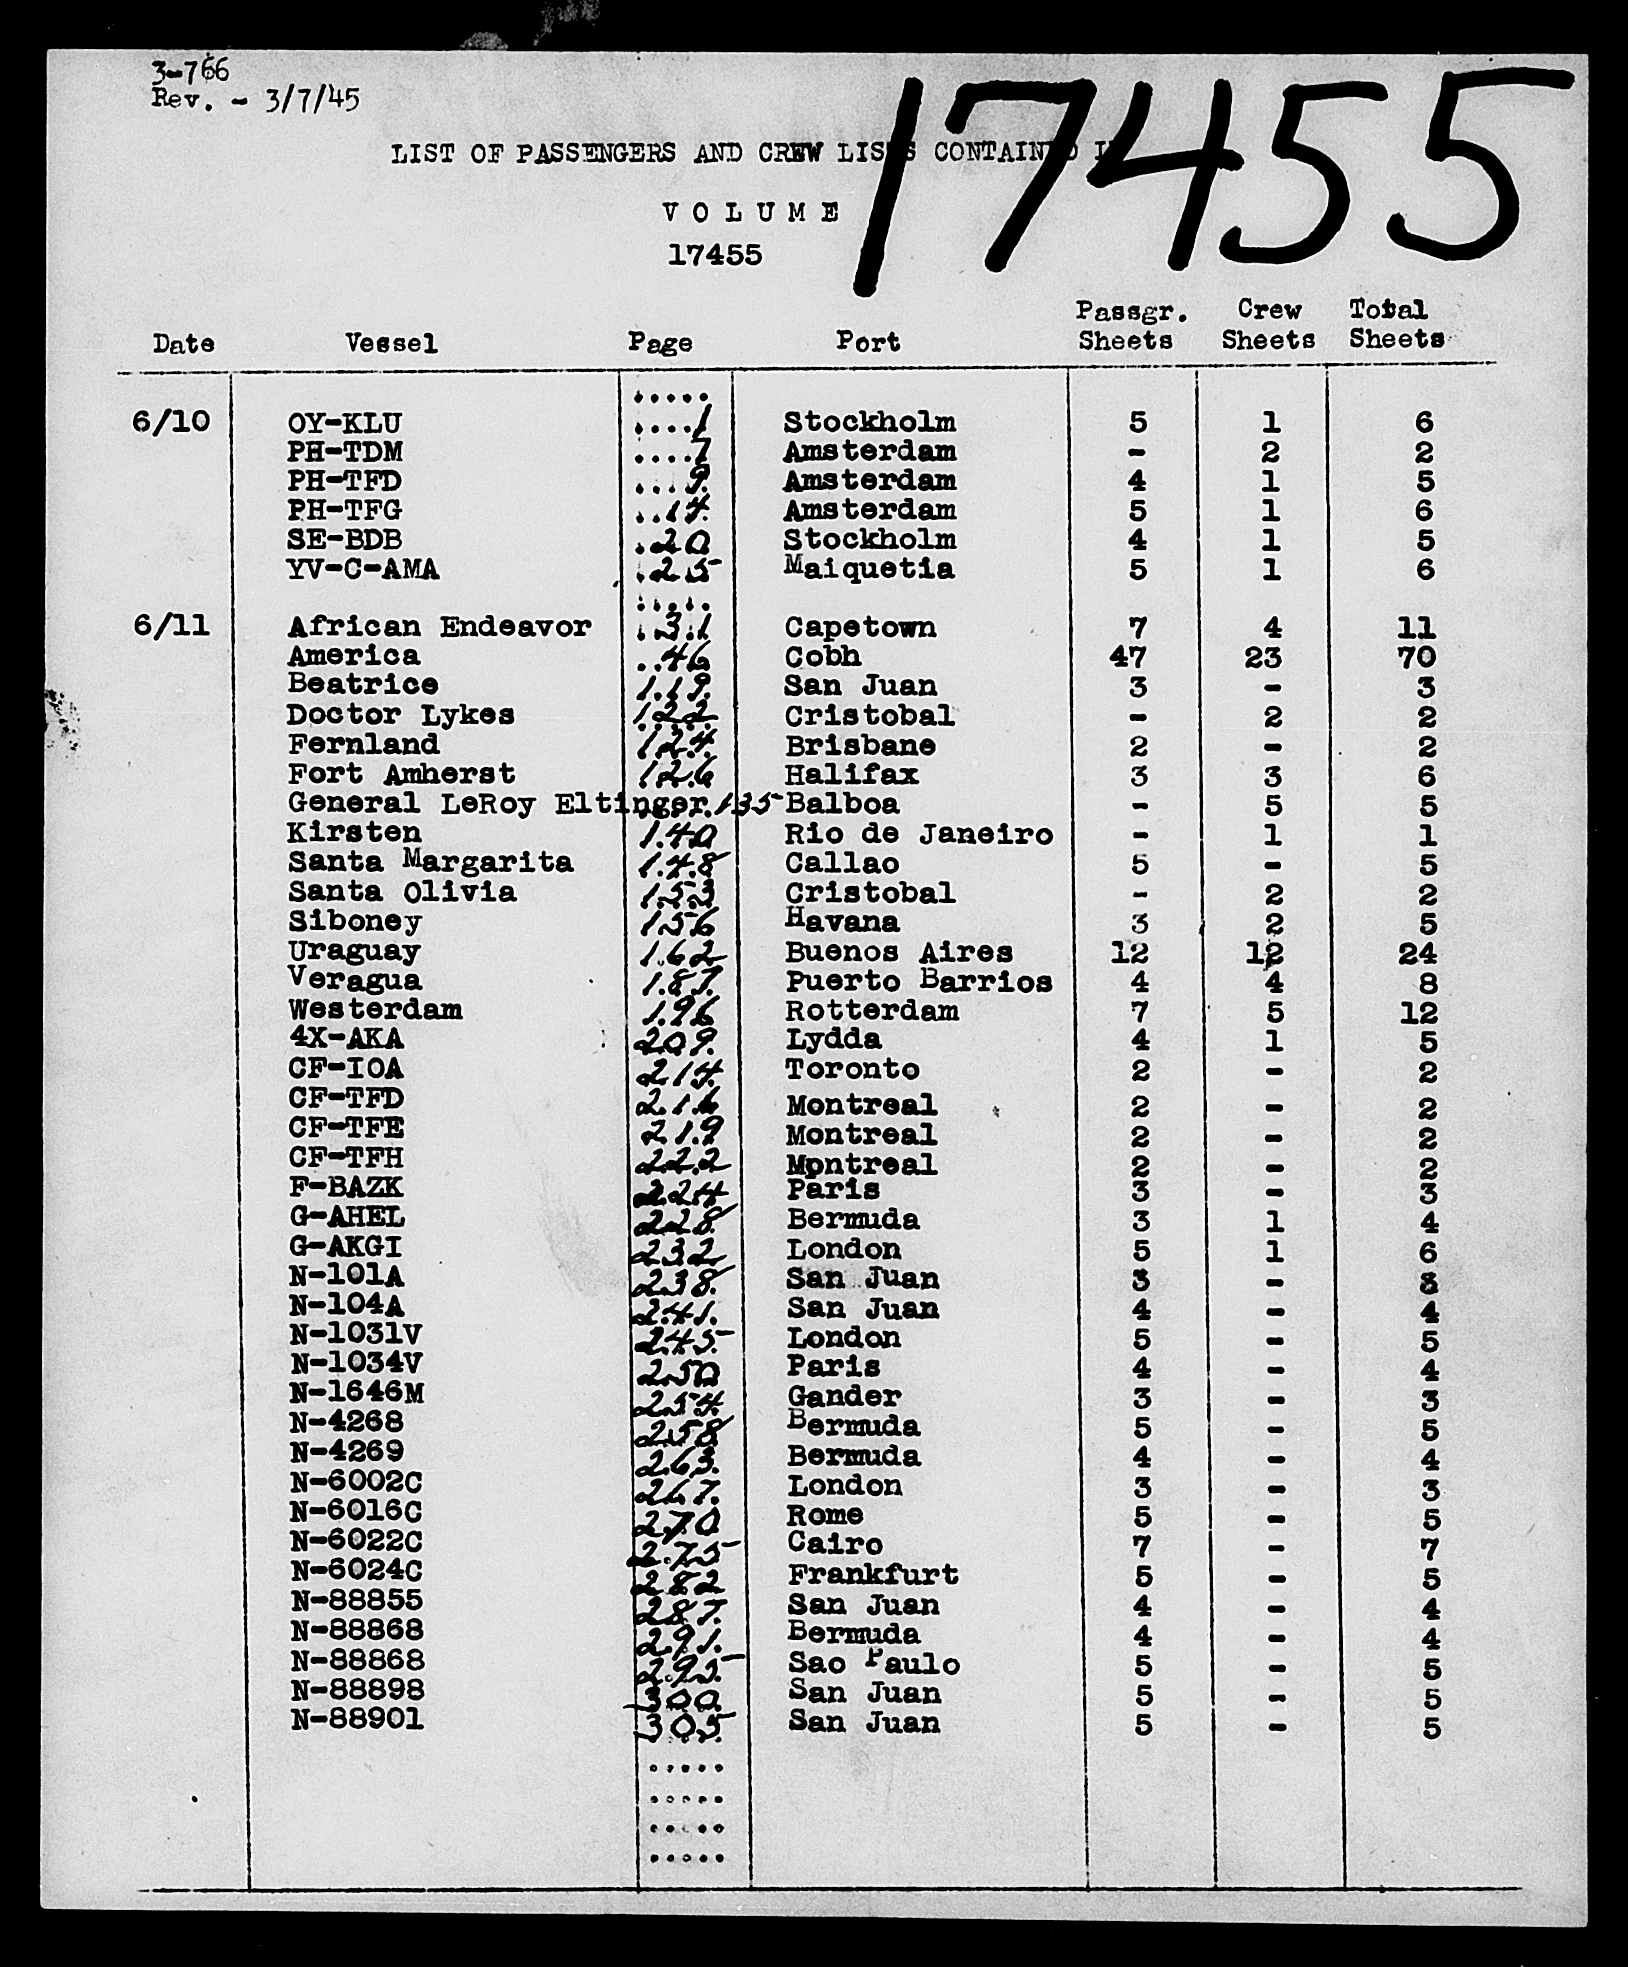 3-766
Rev. - 3/7/45
17455
LIST OF PASSENGERS AND CREW LISTS CONTAINED IN
VOLUME
17455
Date Vessel Page Port Passgr. Sheets Crew Sheets Total Sheets
6/10 OY-KLU 1 Stockholm 5 1 6
PH-TDM 7 Amsterdam - 2 2
PH-TFD 9 Amsterdam 4 1 5
PH-TFG 14 Amsterdam 5 1 6
SE-BDB 20 Stockholm 4 1 5
YV-C-AMA 25 Maiquetia 5 1 6
6/11 African Endeavor 31 Capetown 7 4 11
America 46 Cobh 47 23 70
Beatrice 119 San Juan 3 - 3
Doctor Lykes 122 Cristobal - 2 2
Fernland 124 Brisbane 2 - 2
Fort Amherst 126 Halifax 3 3 6
General LeRoy Eltinger 135 Balboa - 5 5
Kirsten 140 Rio de Janeiro - 1 1
Santa Margarita 148 Callao 5 - 5
Santa Olivia 153 Cristobal - 2 2
Siboney 156 Havana 3 2 5
Uraguay 162 Buenos Aires 12 12 24
Veragua 187 Puerto Barrios 4 4 8
Westerdam 196 Rotterdam 7 5 12
4X-AKA 209 Lydda 4 1 5
CF-IOA 214 Toronto 2 - 2
CF-TFD 216 Montreal 2 - 2
CF-TFE 219 Montreal 2 - 2
CF-TFH 222 Montreal 2 - 2
F-BAZK 224 Paris 3 - 3
G-AHEL 228 Bermuda 3 1 4
G-AKGI 232 London 5 1 6
N-101A 238 San Juan 3 - 3
N-104A 241 San Juan 4 - 4
N-1031V 245 London 5 - 5
N-1034V 250 Paris 4 - 4
N-1646M 254 Gander 3 - 3
N-4268 258 Bermuda 5 - 5
N-4269 263 Bermuda 4 - 4
N-6002C 267 London 3 - 3
N-6016C 270 Rome 5 - 5
N-6022C 275 Cairo 7 - 7
N-6024C 282 Frankfurt 5 - 5
N-88855 287 San Juan 4 - 4
N-88868 291 Bermuda 4 - 4
N-88868 295 Sao Paulo 5 - 5
N-88898 300 San Juan 5 - 5
N-88901 305 San Juan 5 - 5